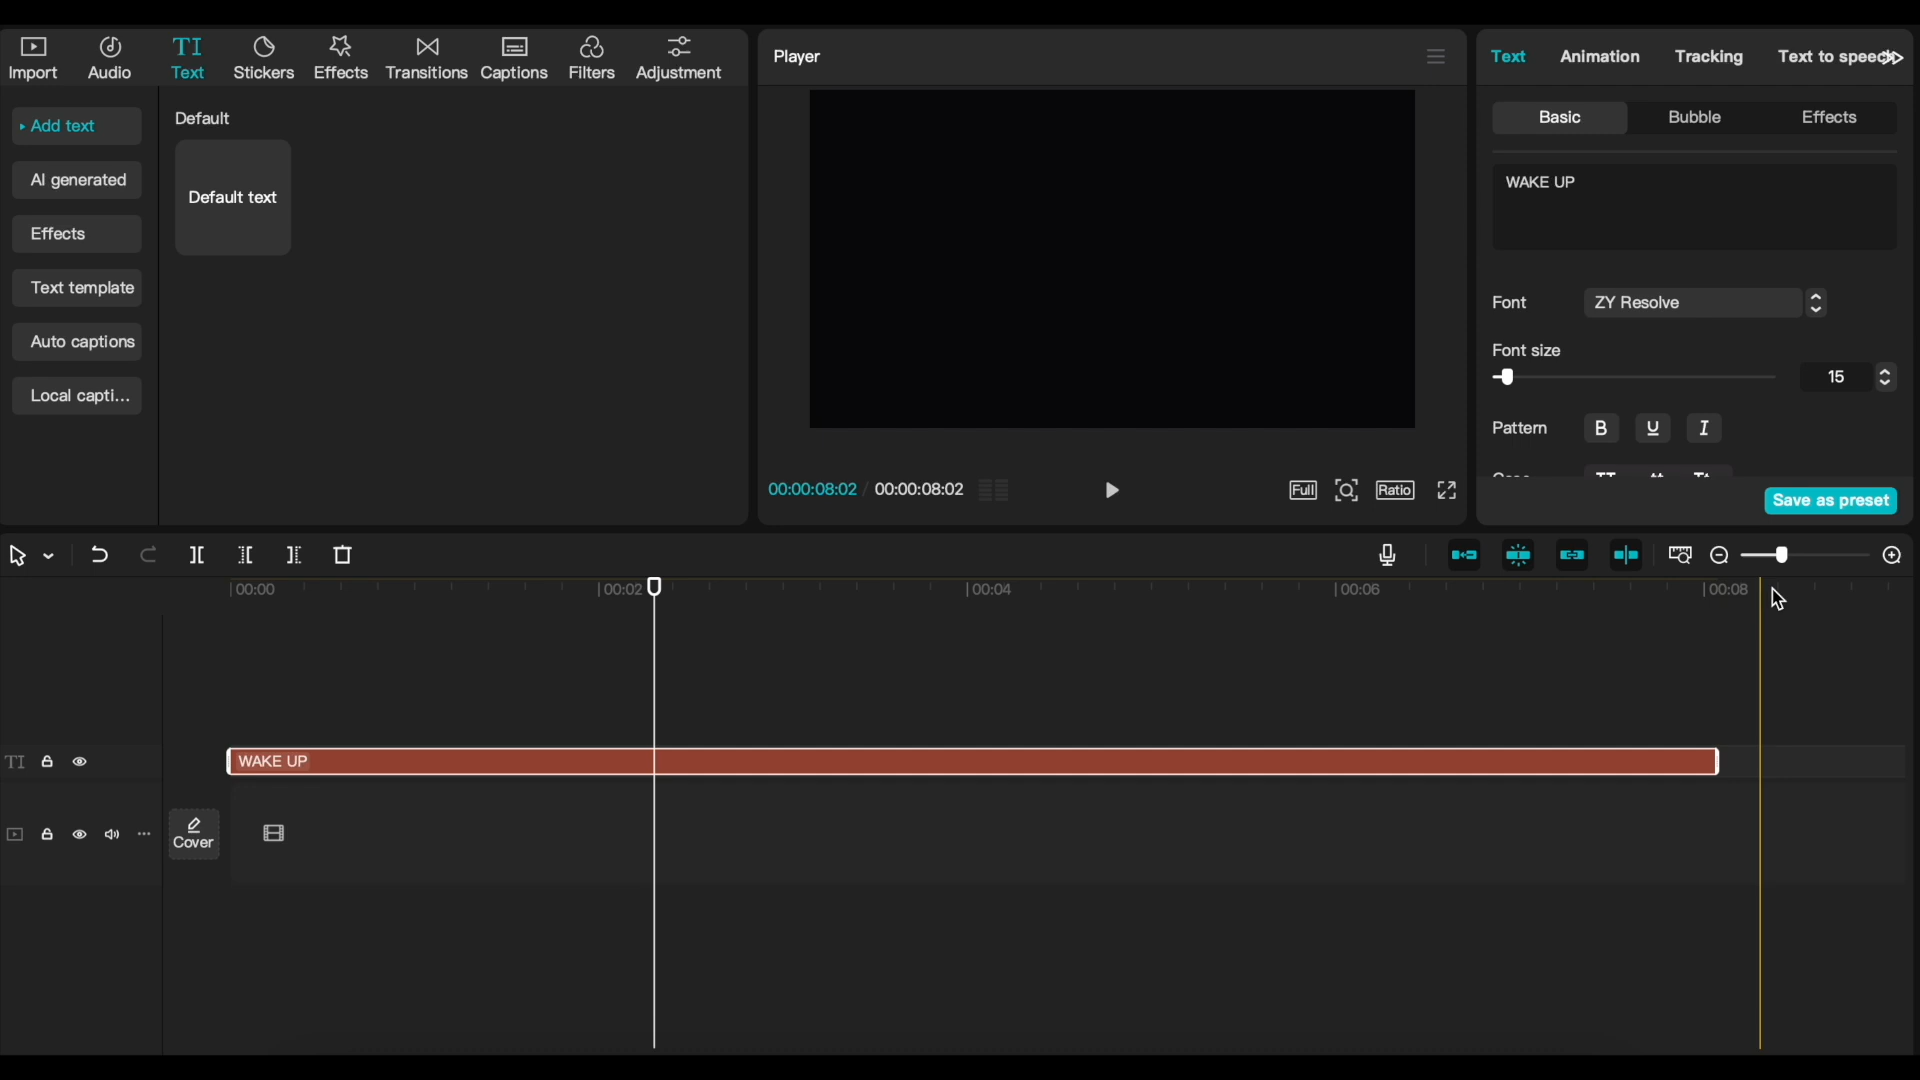 Import Audio TI Text Stickers Effects Transitions Captions Filters Adjustment
Add text
AI generated
Effects
Text template
Auto captions
Local capti...
Default
Default text
Player
00:00:08:02 / 00:00:08:02
Full
Ratio
Text Animation Tracking Text to speech
Basic Bubble Effects
WAKE UP
Font ZY Resolve
Font size
15
Pattern B U I
Save as preset
00:00 00:02 00:04 00:06 00:08
TI
WAKE UP
Cover